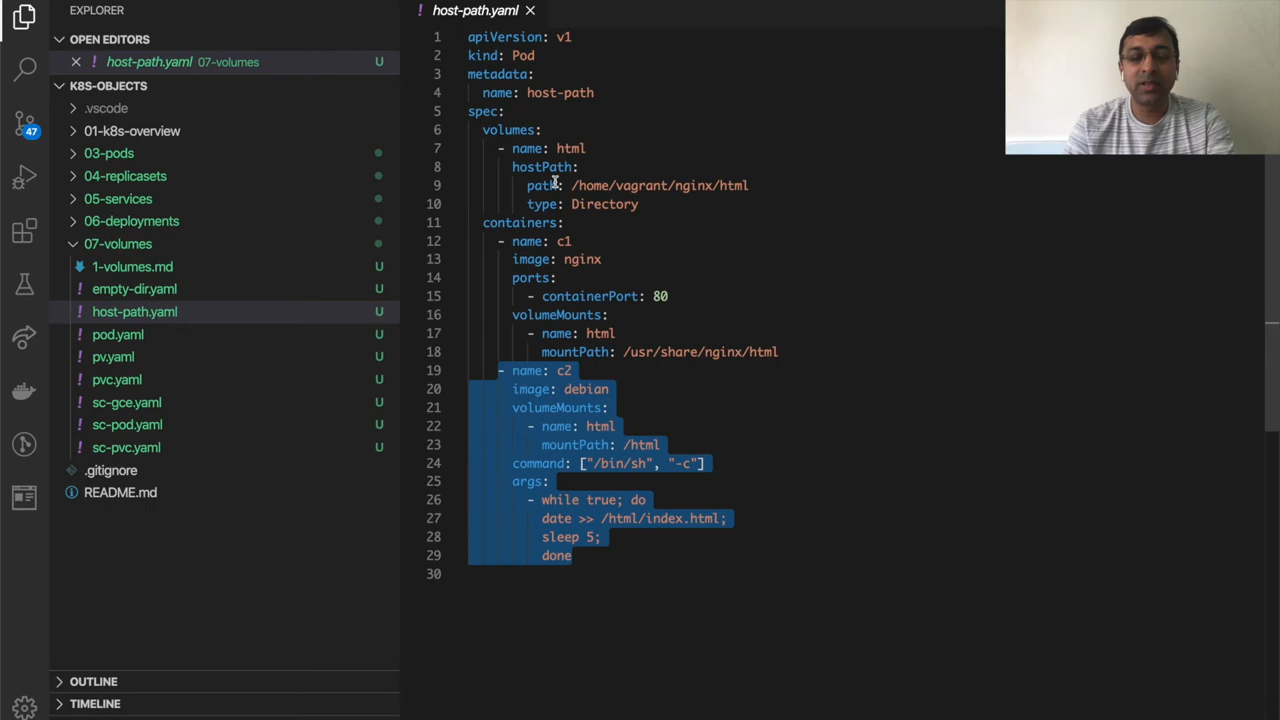 EXPLORER
OPEN EDITORS
host-path.yaml 07-volumes U
K8S-OBJECTS
.vscode
01-k8s-overview
03-pods
04-replicasets
05-services
06-deployments
07-volumes
1-volumes.md U
empty-dir.yaml U
host-path.yaml U
pod.yaml U
pv.yaml U
pvc.yaml U
sc-gce.yaml U
sc-pod.yaml U
sc-pvc.yaml U
.gitignore
README.md
OUTLINE
TIMELINE
47
host-path.yaml
1 apiVersion: v1
2 kind: Pod
3 metadata:
4 name: host-path
5 spec:
6 volumes:
7 - name: html
8 hostPath:
9 path: /home/vagrant/nginx/html
10 type: Directory
11 containers:
12 - name: c1
13 image: nginx
14 ports:
15 - containerPort: 80
16 volumeMounts:
17 - name: html
18 mountPath: /usr/share/nginx/html
19 - name: c2
20 image: debian
21 volumeMounts:
22 - name: html
23 mountPath: /html
24 command: ["/bin/sh", "-c"]
25 args:
26 - while true; do
27 date >> /html/index.html;
28 sleep 5;
29 done
30